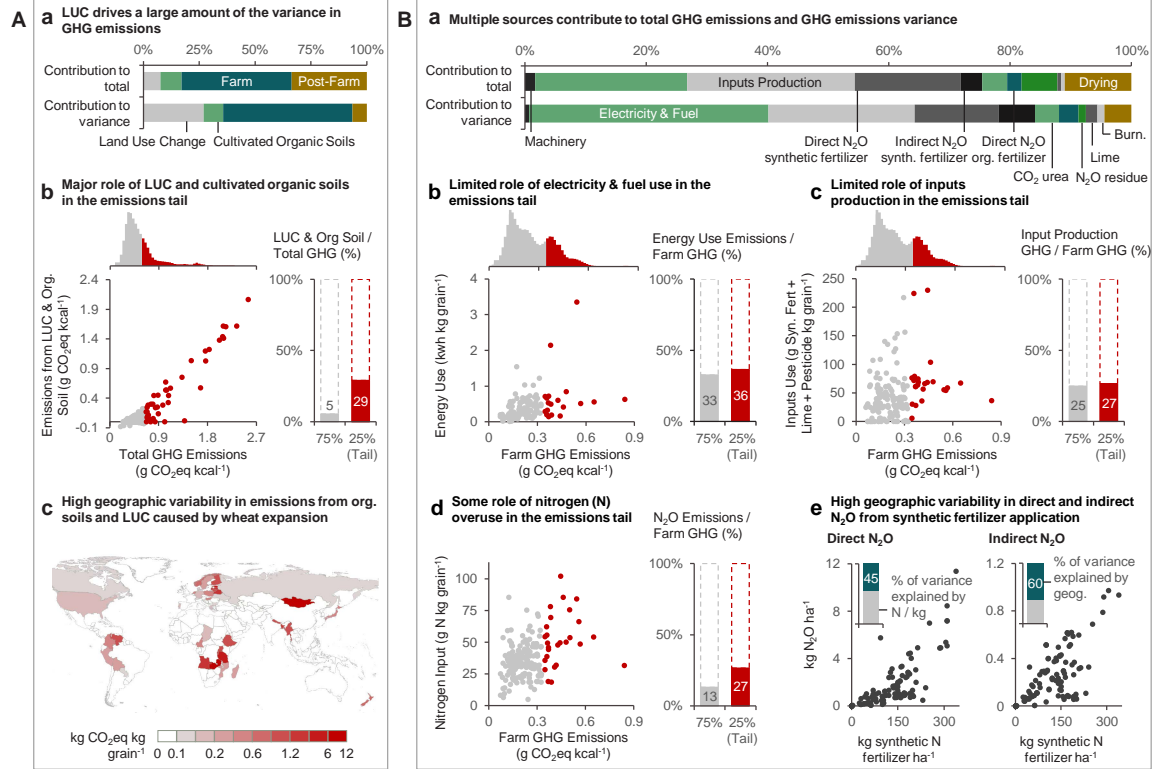 A
a LUC drives a large amount of the variance in
GHG emissions
0% 25% 50% 75% 100%
Contribution to
total
Farm
Post-Farm
Contribution to
variance
Land Use Change
Cultivated Organic Soils
b Major role of LUC and cultivated organic soils
in the emissions tail
LUC & Org Soil /
Total GHG (%)
Emissions from LUC & Org.
Soil (g CO₂eq kcal⁻¹)
2.4
1.9
1.4
0.9
0.4
-0.1
0 0.9 1.8 2.7
Total GHG Emissions
(g CO₂eq kcal⁻¹)
100%
50%
0%
5
29
75% 25%
(Tail)
c High geographic variability in emissions from org.
soils and LUC caused by wheat expansion
kg CO₂eq kg
grain⁻¹
0 0.1 0.2 0.6 1.2 6 12
B
a Multiple sources contribute to total GHG emissions and GHG emissions variance
0% 20% 40% 60% 80% 100%
Contribution to
total
Inputs Production
Drying
Contribution to
variance
Electricity & Fuel
Machinery
Direct N₂O
synthetic fertilizer
Indirect N₂O
synth. fertilizer
Direct N₂O
org. fertilizer
CO₂ urea
N₂O residue
Lime
Burn.
b Limited role of electricity & fuel use in the
emissions tail
Energy Use Emissions /
Farm GHG (%)
Energy Use (kwh kg grain⁻¹)
4
3
2
1
0
0 0.3 0.6 0.9
Farm GHG Emissions
(g CO₂eq kcal⁻¹)
100%
50%
0%
33
36
75% 25%
(Tail)
c Limited role of inputs
production in the emissions tail
Input Production
GHG / Farm GHG (%)
Inputs Use (g Syn. Fert +
Lime + Pesticide kg grain⁻¹)
250
200
150
100
50
0
0 0.3 0.6 0.9
Farm GHG Emissions
(g CO₂eq kcal⁻¹)
100%
50%
0%
25
27
75% 25%
(Tail)
d Some role of nitrogen (N)
overuse in the emissions tail
N₂O Emissions /
Farm GHG (%)
Nitrogen Input (g N kg grain⁻¹)
100
75
50
25
0
0 0.3 0.6 0.9
Farm GHG Emissions
(g CO₂eq kcal⁻¹)
100%
50%
0%
13
27
75% 25%
(Tail)
e High geographic variability in direct and indirect
N₂O from synthetic fertilizer application
Direct N₂O
kg N₂O ha⁻¹
12
8
4
0
45
% of variance
explained by
N / kg
0 150 300
kg synthetic N
fertilizer ha⁻¹
Indirect N₂O
1.2
0.8
0.4
0
60
% of variance
explained by
geog.
0 150 300
kg synthetic N
fertilizer ha⁻¹